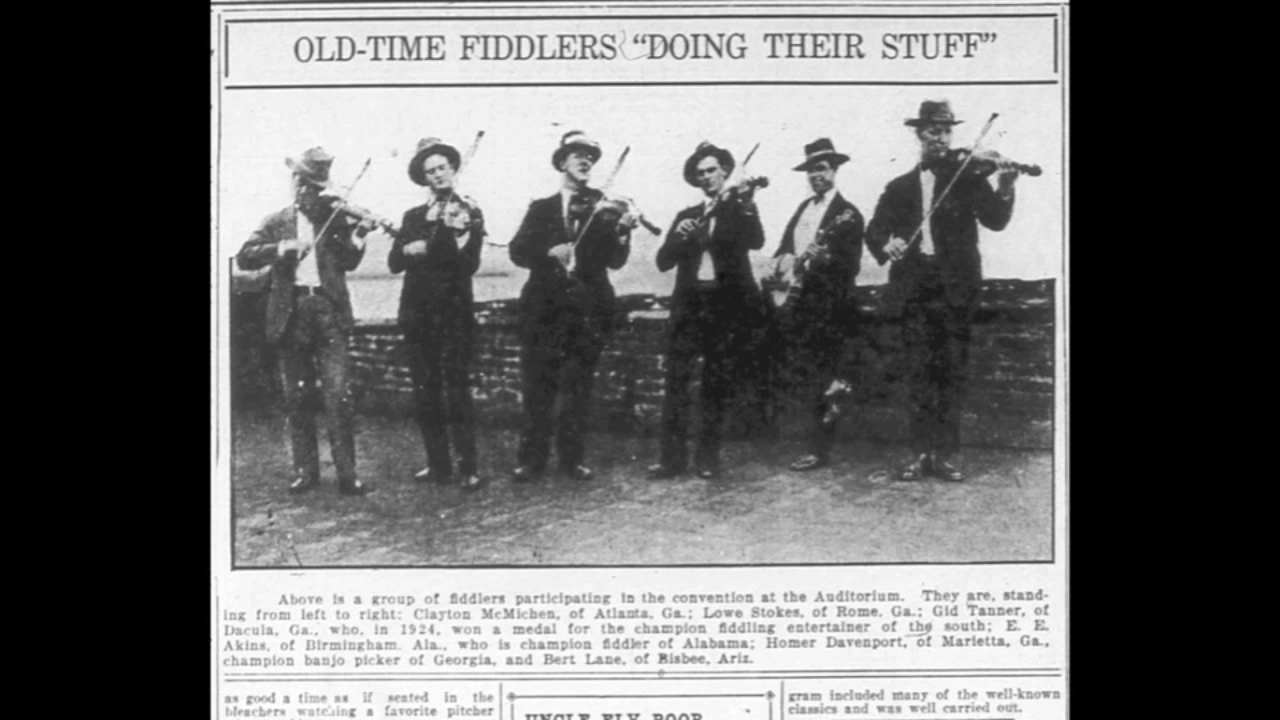 OLD-TIME FIDDLERS “DOING THEIR STUFF”
Above is a group of fiddlers participating in the convention at the Auditorium. They are, stand-
ing from left to right: Clayton McMichen, of Atlanta, Ga.; Lowe Stokes, of Rome, Ga.; Gid Tanner, of
Dacula, Ga., who, in 1924, won a medal for the champion fiddling entertainer of the south; E. E.
Akins, of Birmingham. Ala., who is champion fiddler of Alabama; Homer Davenport, of Marietta, Ga.,
champion banjo picker of Georgia, and Bert Lane, of Bisbee, Ariz.
as good a time as if seated in the
bleachers watching a favorite pitcher
UNCLE ELY POOR
gram included many of the well-known
classics and was well carried out.